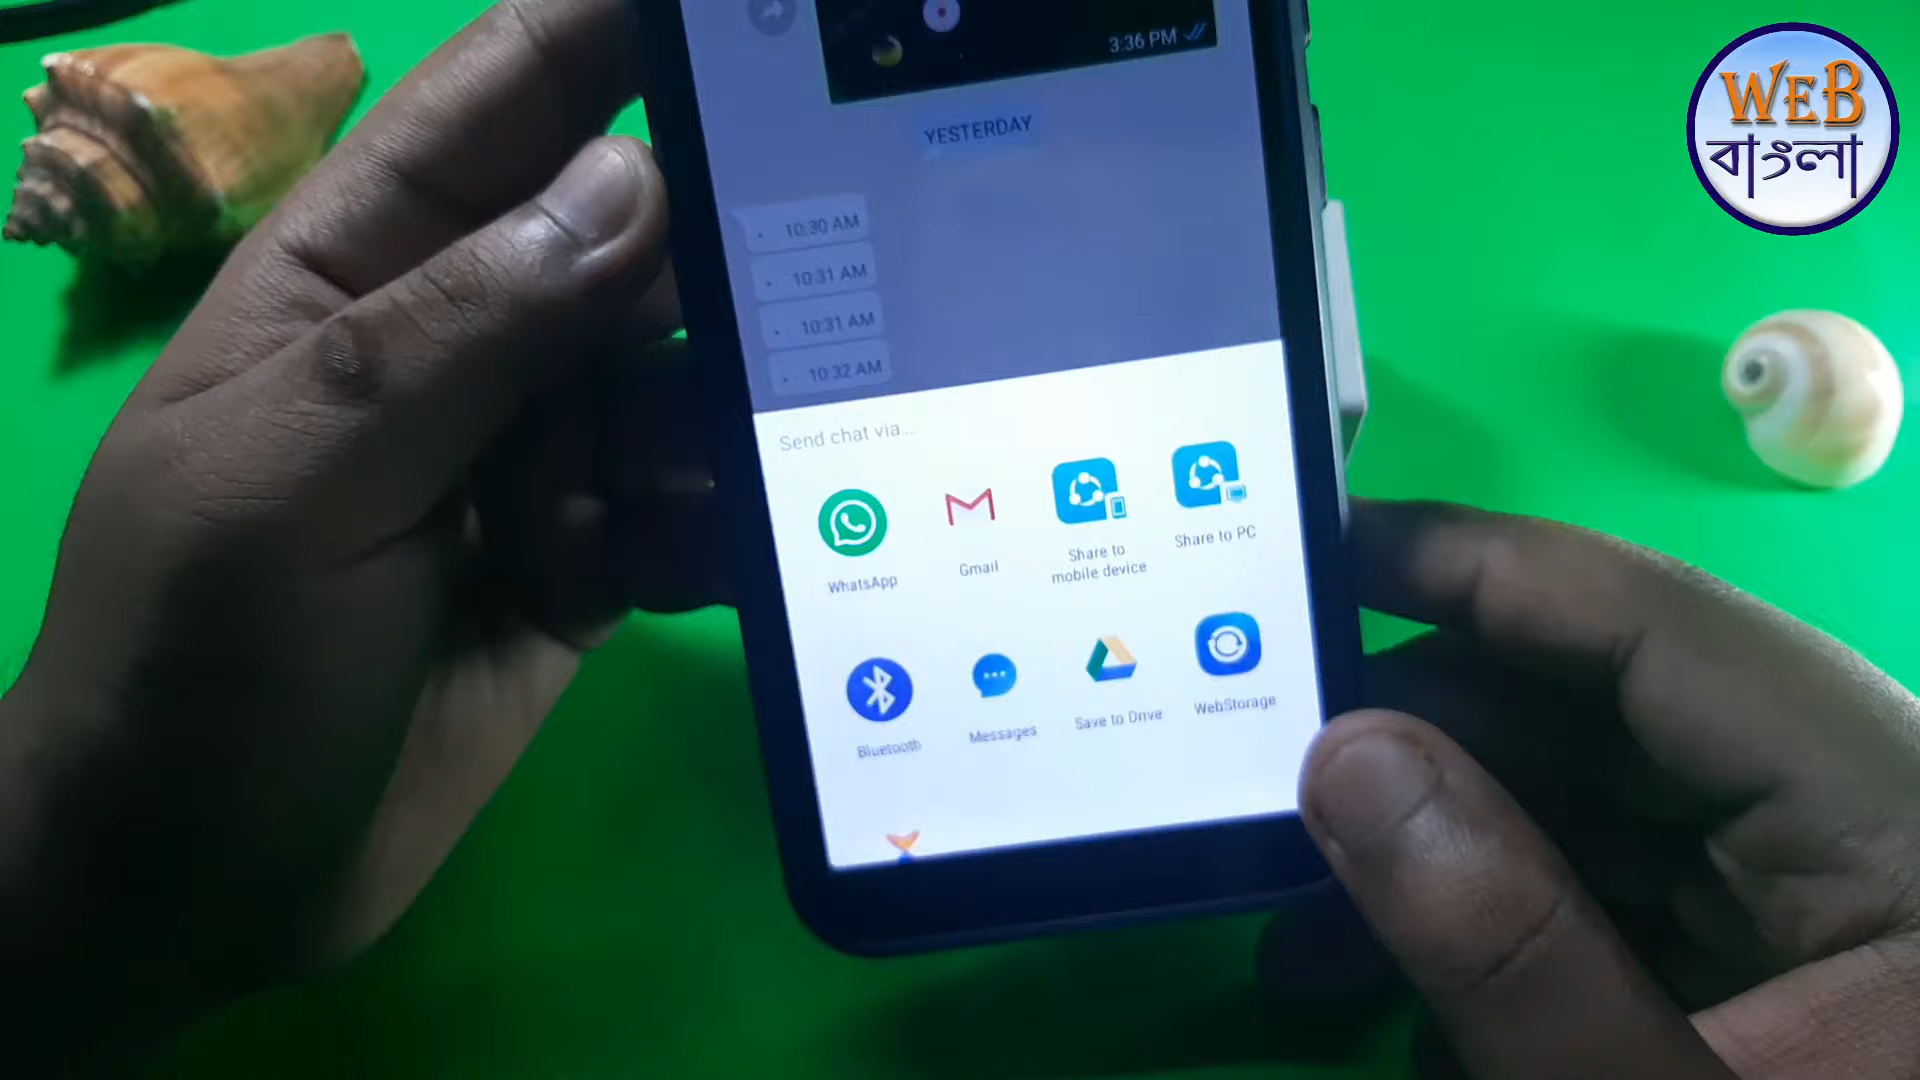 3:36 PM
YESTERDAY
10:30 AM
10:31 AM
10:31 AM
10:32 AM
Send chat via...
WhatsApp
Gmail
Share to
mobile device
Share to PC
Bluetooth
Messages
Save to Drive
WebStorage
WEB
বাংলা